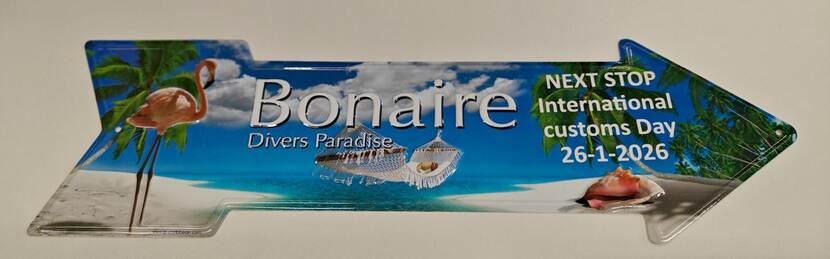 Bonaire
Divers Paradise
NEXT STOP
International
customs Day
26-1-2026